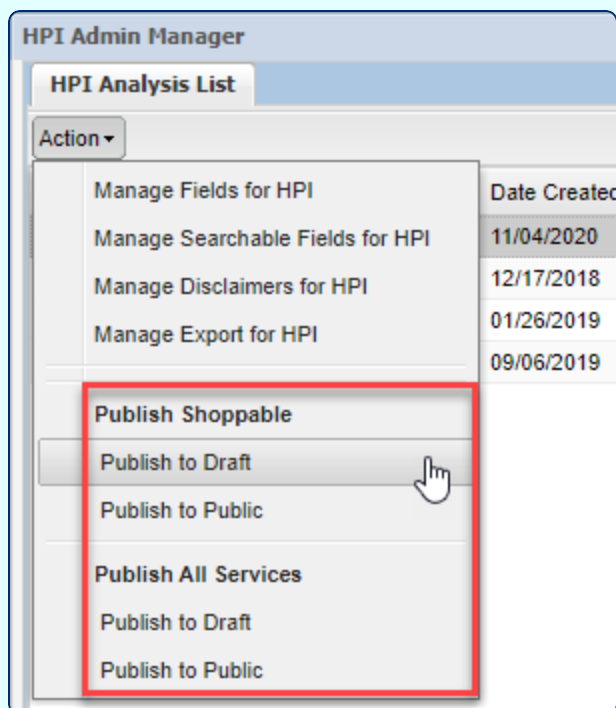 HPI Admin Manager
HPI Analysis List
Action
Manage Fields for HPI
Manage Searchable Fields for HPI
Manage Disclaimers for HPI
Manage Export for HPI
Publish Shoppable
Publish to Draft
Publish to Public
Publish All Services
Publish to Draft
Publish to Public
Date Created
11/04/2020
12/17/2018
01/26/2019
09/06/2019